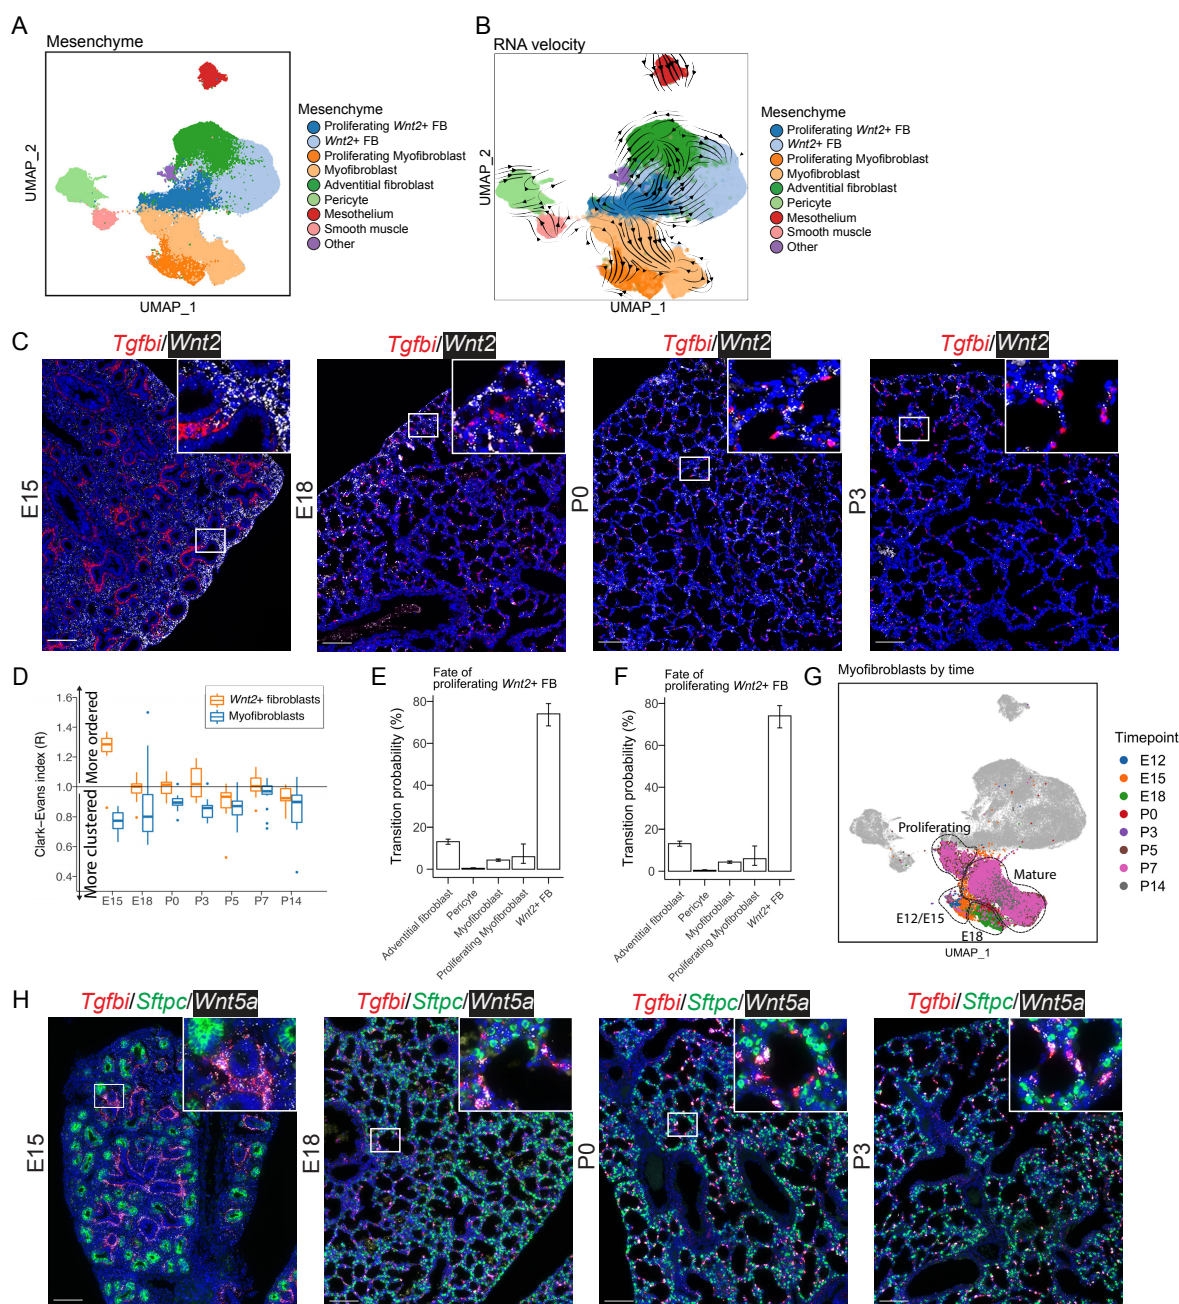 A
Mesenchyme
UMAP_2
UMAP_1
Mesenchyme
Proliferating Wnt2+ FB
Wnt2+ FB
Proliferating Myofibroblast
Myofibroblast
Adventitial fibroblast
Pericyte
Mesothelium
Smooth muscle
Other
B
RNA velocity
UMAP_2
UMAP_1
Mesenchyme
Proliferating Wnt2+ FB
Wnt2+ FB
Proliferating Myofibroblast
Myofibroblast
Adventitial fibroblast
Pericyte
Mesothelium
Smooth muscle
Other
C
Tgfbi/Wnt2
E15
Tgfbi/Wnt2
E18
Tgfbi/Wnt2
P0
Tgfbi/Wnt2
P3
D
Clark–Evans index (R)
More ordered
More clustered
1.6
1.4
1.2
1.0
0.8
0.6
0.4
Wnt2+ fibroblasts
Myofibroblasts
E15 E18 P0 P3 P5 P7 P14
E
Fate of
proliferating Wnt2+ FB
Transition probability (%)
80
60
40
20
0
Adventitial fibroblast
Pericyte
Myofibroblast
Proliferating Myofibroblast
Wnt2+ FB
F
Fate of
proliferating Wnt2+ FB
Transition probability (%)
80
60
40
20
0
Adventitial fibroblast
Pericyte
Myofibroblast
Proliferating Myofibroblast
Wnt2+ FB
G
Myofibroblasts by time
Proliferating
Mature
E12/E15
E18
UMAP_1
Timepoint
E12
E15
E18
P0
P3
P5
P7
P14
H
Tgfbi/Sftpc/Wnt5a
E15
Tgfbi/Sftpc/Wnt5a
E18
Tgfbi/Sftpc/Wnt5a
P0
Tgfbi/Sftpc/Wnt5a
P3